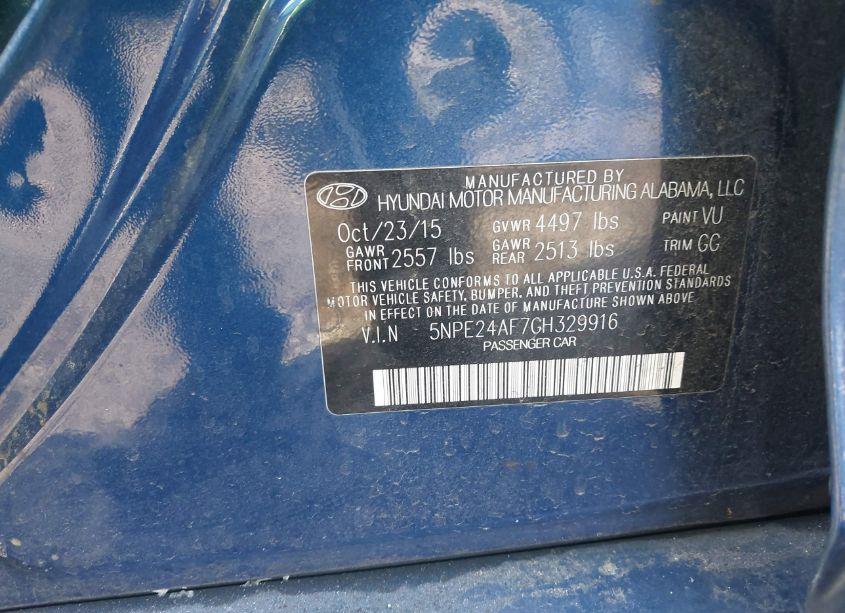 MANUFACTURED BY
HYUNDAI MOTOR MANUFACTURING ALABAMA, LLC
Oct/23/15 GVWR 4497 lbs PAINT VU
GAWR FRONT 2557 lbs GAWR REAR 2513 lbs TRIM GG
THIS VEHICLE CONFORMS TO ALL APPLICABLE U.S.A. FEDERAL
MOTOR VEHICLE SAFETY, BUMPER, AND THEFT PREVENTION STANDARDS
IN EFFECT ON THE DATE OF MANUFACTURE SHOWN ABOVE
V.I.N 5NPE24AF7GH329916
PASSENGER CAR